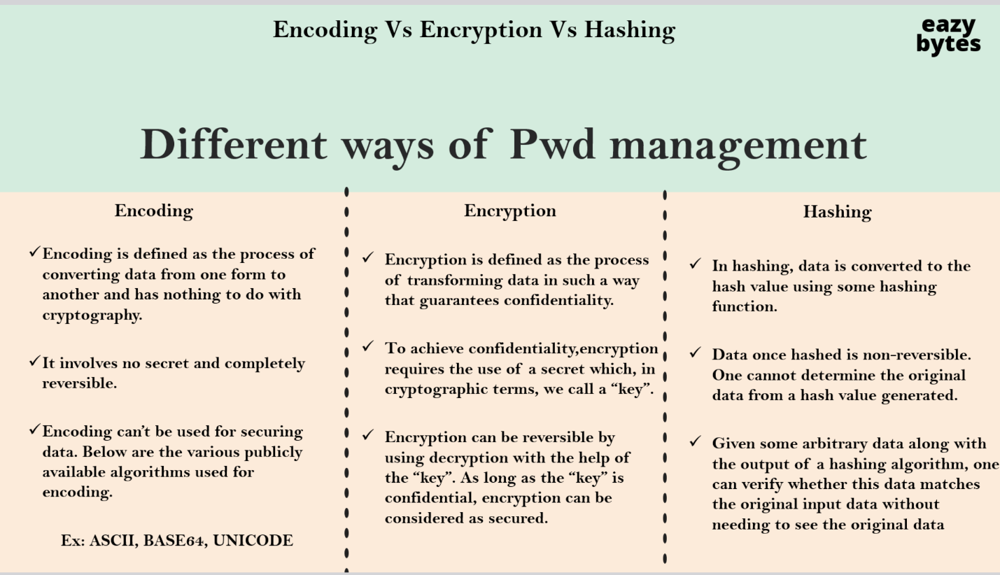 Encoding Vs Encryption Vs Hashing
eazy
bytes
Different ways of Pwd management
Encoding
✓Encoding is defined as the process of
converting data from one form to
another and has nothing to do with
cryptography.
✓It involves no secret and completely
reversible.
✓Encoding can't be used for securing
data. Below are the various publicly
available algorithms used for
encoding.
Ex: ASCII, BASE64, UNICODE
Encryption
✓ Encryption is defined as the process
of transforming data in such a way
that guarantees confidentiality.
✓ To achieve confidentiality,encryption
requires the use of a secret which, in
cryptographic terms, we call a “key”.
✓ Encryption can be reversible by
using decryption with the help of
the “key”. As long as the “key” is
confidential, encryption can be
considered as secured.
Hashing
✓ In hashing, data is converted to the
hash value using some hashing
function.
✓ Data once hashed is non-reversible.
One cannot determine the original
data from a hash value generated.
✓ Given some arbitrary data along with
the output of a hashing algorithm, one
can verify whether this data matches
the original input data without
needing to see the original data